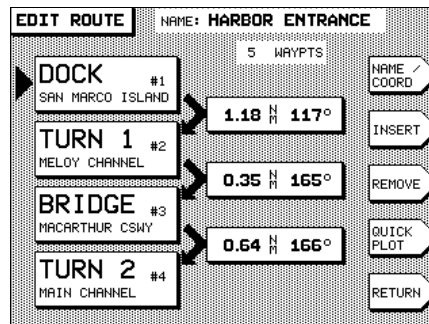 EDIT ROUTE
NAME: HARBOR ENTRANCE
5 WAYPTS
DOCK #1
SAN MARCO ISLAND
1.18 NM 117°
TURN 1 #2
MELOY CHANNEL
0.35 NM 165°
BRIDGE #3
MACARTHUR CSWY
0.64 NM 166°
TURN 2 #4
MAIN CHANNEL
NAME /
COORD
INSERT
REMOVE
QUICK
PLOT
RETURN